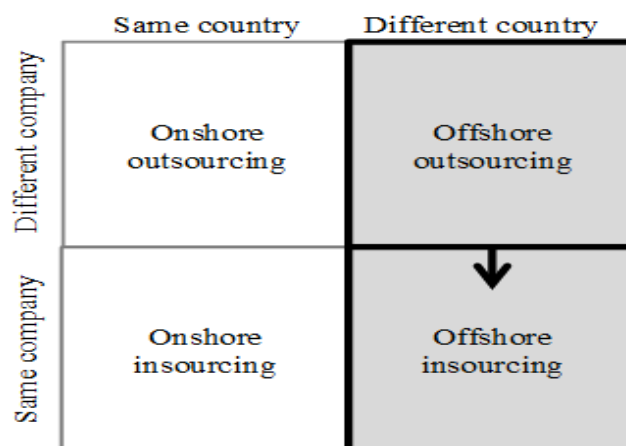 Same country
Different country
Different company
Onshore
outsourcing
Offshore
outsourcing
Same company
Onshore
insourcing
Offshore
insourcing